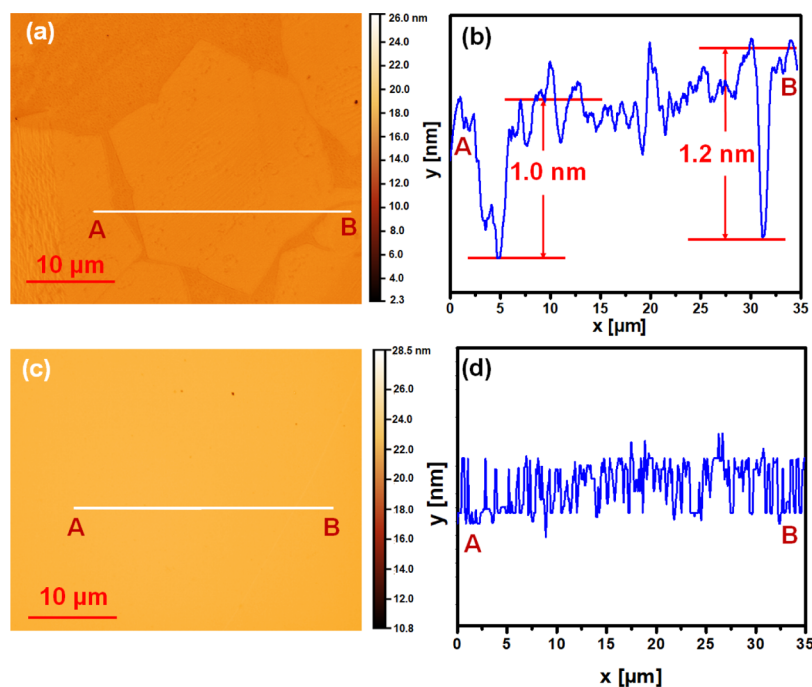 (a)
A
B
10 µm
26.0 nm
24.0
22.0
20.0
18.0
16.0
14.0
12.0
10.0
8.0
6.0
4.0
2.3
(b)
y [nm]
A
B
1.0 nm
1.2 nm
0 5 10 15 20 25 30 35
x [µm]
(c)
A
B
10 µm
28.5 nm
26.0
24.0
22.0
20.0
18.0
16.0
14.0
12.0
10.8
(d)
y [nm]
A
B
0 5 10 15 20 25 30 35
x [µm]